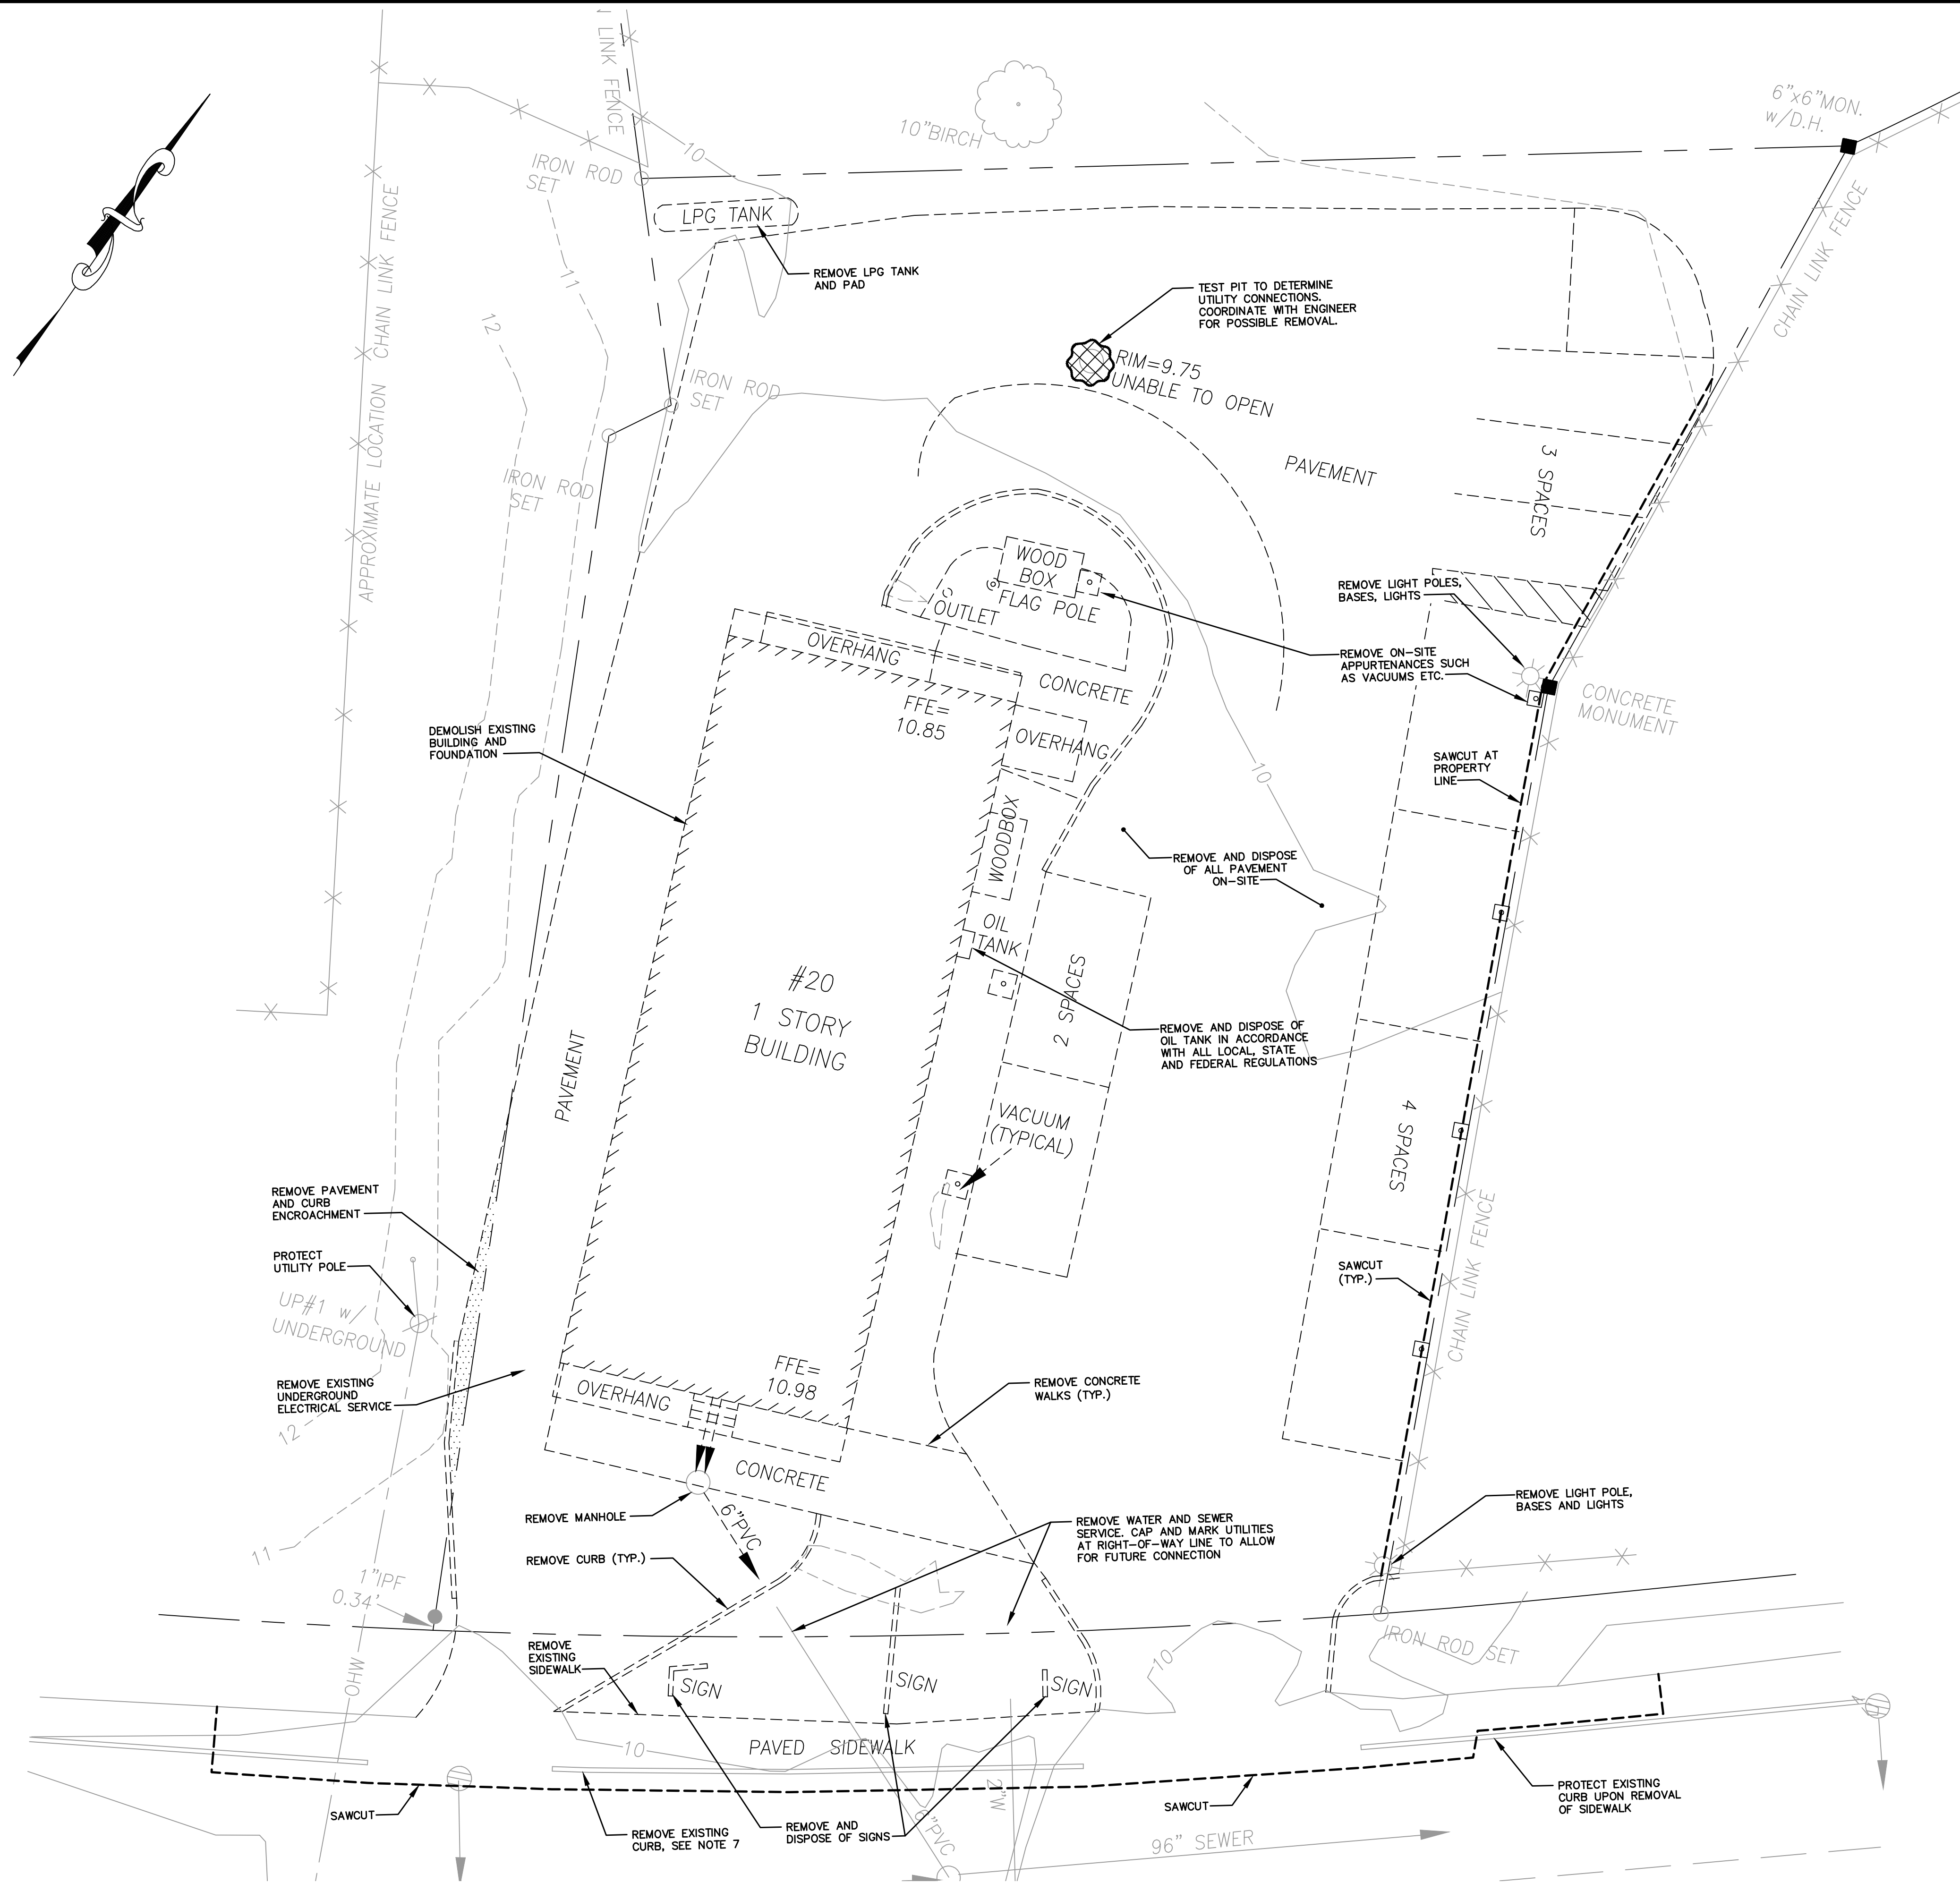 LINK FENCE
6"x6"MON.
w/D.H.
10"BIRCH
10
IRON ROD
SET
LPG TANK
REMOVE LPG TANK
AND PAD
CHAIN LINK FENCE
APPROXIMATE LOCATION CHAIN LINK FENCE
11
12
TEST PIT TO DETERMINE
UTILITY CONNECTIONS.
COORDINATE WITH ENGINEER
FOR POSSIBLE REMOVAL.
RIM=9.75
UNABLE TO OPEN
IRON ROD
SET
IRON ROD
SET
PAVEMENT
3 SPACES
WOOD
BOX
FLAG POLE
OUTLET
REMOVE LIGHT POLES,
BASES, LIGHTS
OVERHANG
REMOVE ON-SITE
APPURTENANCES SUCH
AS VACUUMS ETC.
CONCRETE
CONCRETE
MONUMENT
FFE=
10.85
OVERHANG
DEMOLISH EXISTING
BUILDING AND
FOUNDATION
10
SAWCUT AT
PROPERTY
LINE
WOODBOX
REMOVE AND DISPOSE
OF ALL PAVEMENT
ON-SITE
OIL
TANK
#20
1 STORY
BUILDING
2 SPACES
REMOVE AND DISPOSE OF
OIL TANK IN ACCORDANCE
WITH ALL LOCAL, STATE
AND FEDERAL REGULATIONS
PAVEMENT
VACUUM
(TYPICAL)
4 SPACES
REMOVE PAVEMENT
AND CURB
ENCROACHMENT
PROTECT
UTILITY POLE
UP#1 w/
UNDERGROUND
SAWCUT
(TYP.)
CHAIN LINK FENCE
REMOVE EXISTING
UNDERGROUND
ELECTRICAL SERVICE
12
FFE=
10.98
OVERHANG
REMOVE CONCRETE
WALKS (TYP.)
CONCRETE
REMOVE LIGHT POLE,
BASES AND LIGHTS
REMOVE MANHOLE
6"PVC
REMOVE WATER AND SEWER
SERVICE. CAP AND MARK UTILITIES
AT RIGHT-OF-WAY LINE TO ALLOW
FOR FUTURE CONNECTION
11
REMOVE CURB (TYP.)
1"IPF
0.34'
REMOVE
EXISTING
SIDEWALK
IRON ROD SET
OHW
SIGN
SIGN
SIGN
10
10
PAVED SIDEWALK
SAWCUT
REMOVE EXISTING
CURB, SEE NOTE 7
REMOVE AND
DISPOSE OF SIGNS
6"PVC
2"W
SAWCUT
PROTECT EXISTING
CURB UPON REMOVAL
OF SIDEWALK
96" SEWER